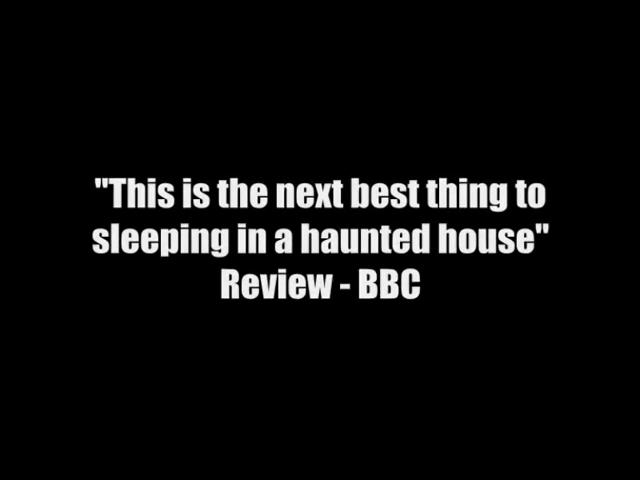 "This is the next best thing to
sleeping in a haunted house"
Review - BBC